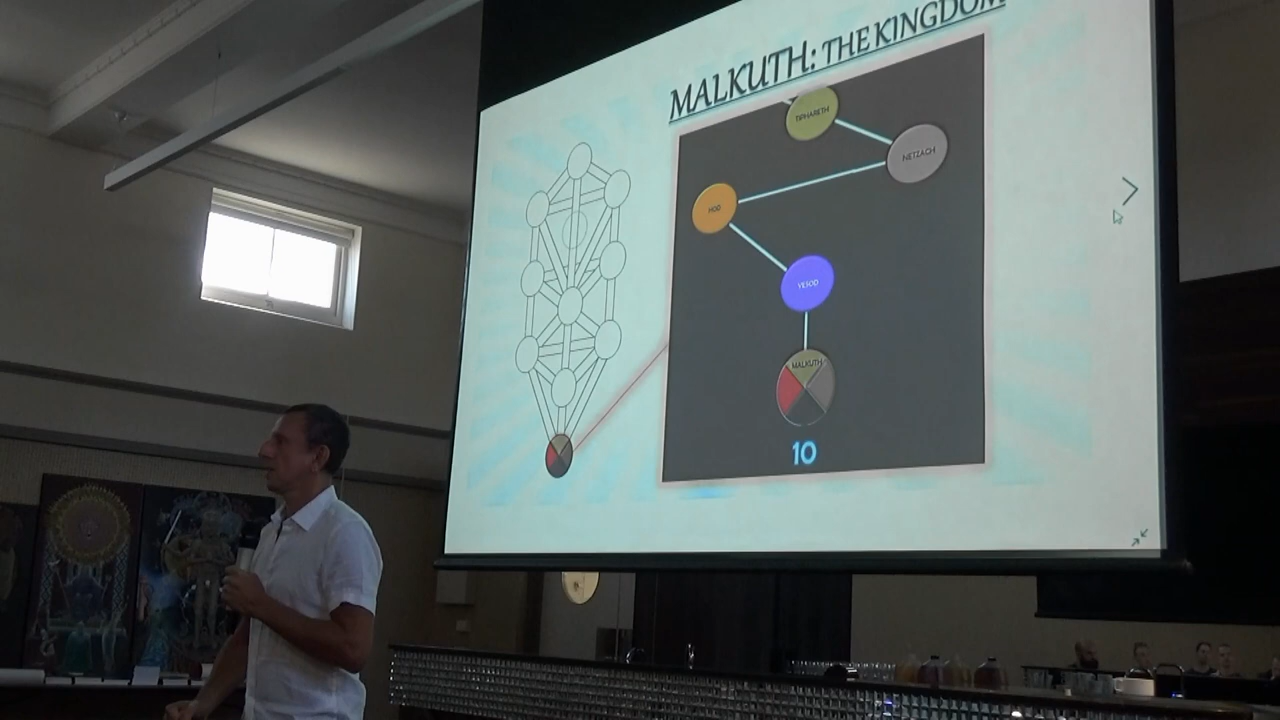 MALKUTH: THE KINGDOM
TIPHARETH
NETZACH
HOD
YESOD
MALKUTH
10